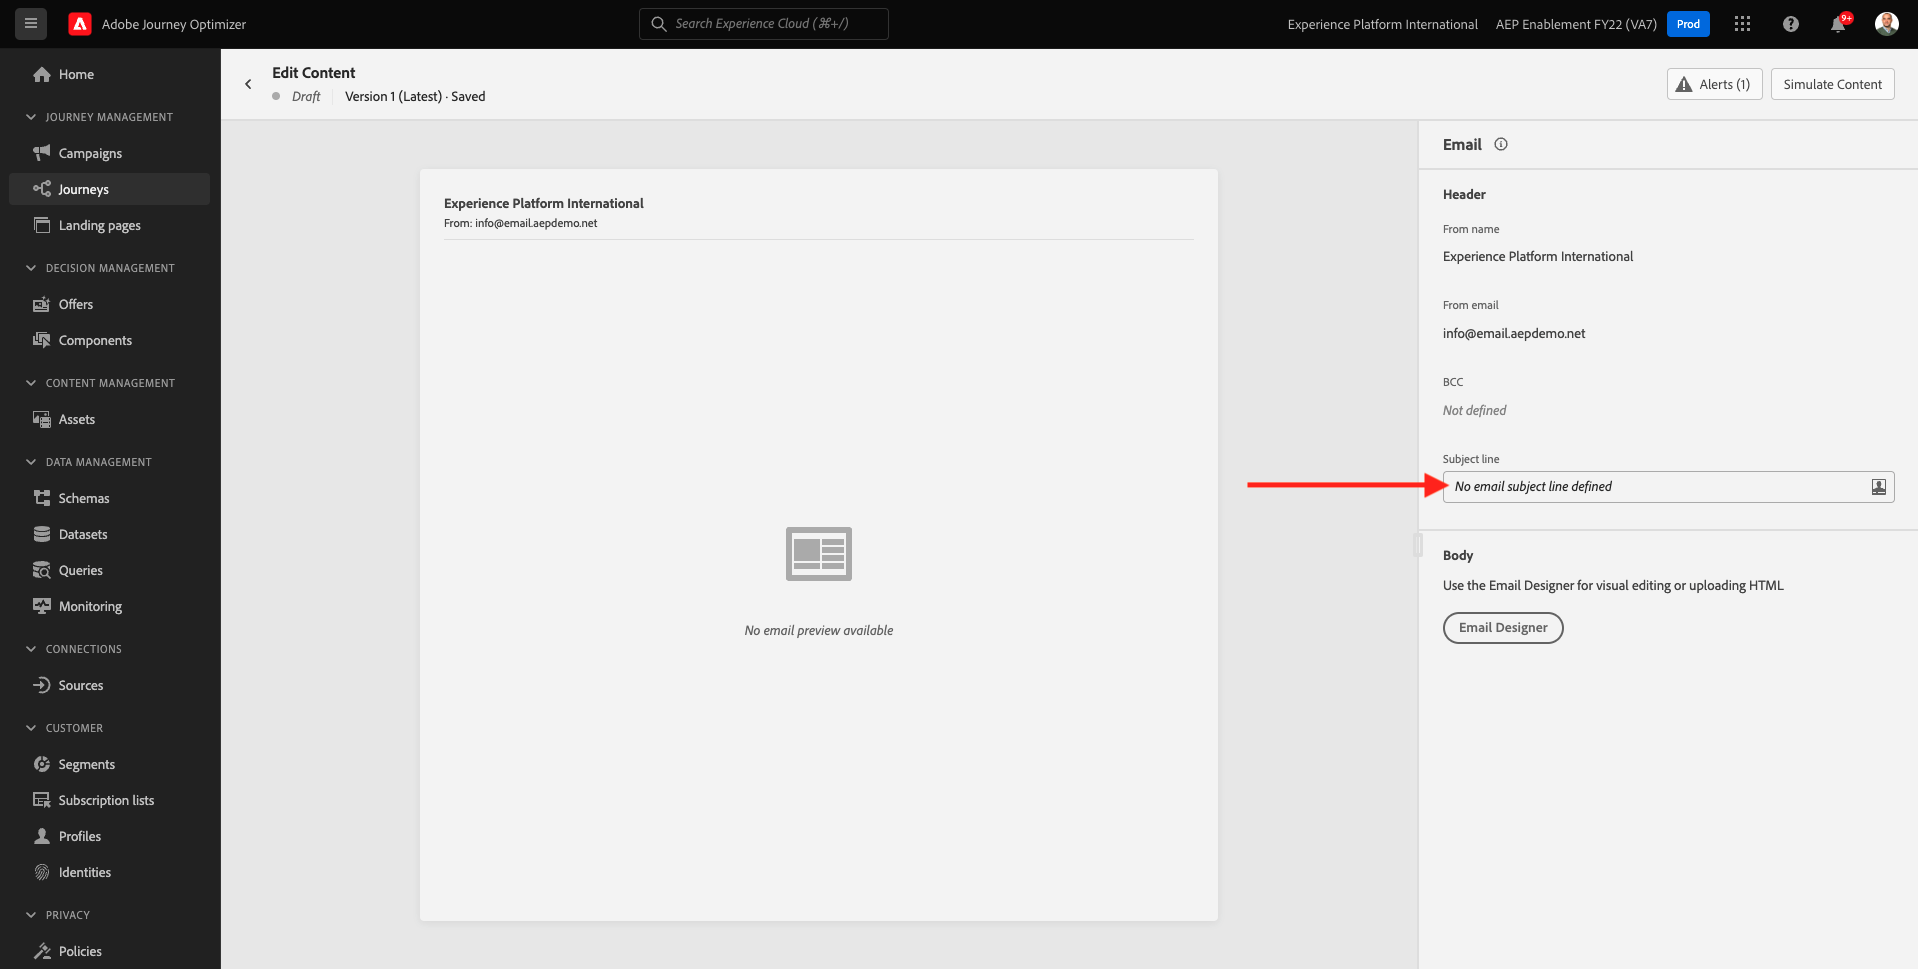 Adobe Journey Optimizer
Search Experience Cloud (⌘+/)
Experience Platform International
AEP Enablement FY22 (VA7)
Prod
9+
Home
JOURNEY MANAGEMENT
Campaigns
Journeys
Landing pages
DECISION MANAGEMENT
Offers
Components
CONTENT MANAGEMENT
Assets
DATA MANAGEMENT
Schemas
Datasets
Queries
Monitoring
CONNECTIONS
Sources
CUSTOMER
Segments
Subscription lists
Profiles
Identities
PRIVACY
Policies
Edit Content
Draft
Version 1 (Latest) · Saved
Alerts (1)
Simulate Content
Experience Platform International
From: info@email.aepdemo.net
No email preview available
Email
Header
From name
Experience Platform International
From email
info@email.aepdemo.net
BCC
Not defined
Subject line
No email subject line defined
Body
Use the Email Designer for visual editing or uploading HTML
Email Designer